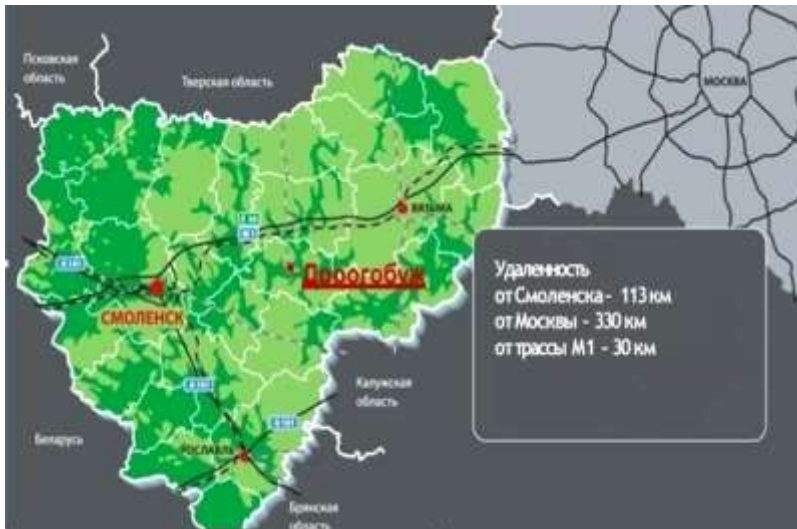 Псковская
область
Тверская область
МОСКВА
ВЯЗЬМА
М1
Дорогобуж
СМОЛЕНСК
Удаленность
от Смоленска - 113 км
от Москвы - 330 км
от трассы М1 - 30 км
Калужская
область
Беларусь
РОСЛАВЛЬ
Брянская
область